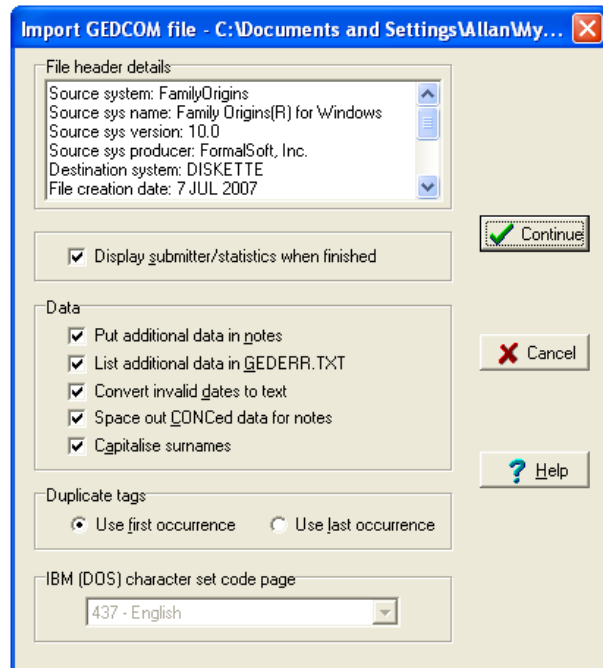 Import GEDCOM file - C:\Documents and Settings\Allan\My...
File header details
Source system: FamilyOrigins
Source sys name: Family Origins(R) for Windows
Source sys version: 10.0
Source sys producer: FormalSoft, Inc.
Destination system: DISKETTE
File creation date: 7 JUL 2007
Continue
Display submitter/statistics when finished
Data
Put additional data in notes
List additional data in GEDERR.TXT
Convert invalid dates to text
Space out CONCed data for notes
Capitalise surnames
Cancel
Help
Duplicate tags
Use first occurrence
Use last occurrence
IBM (DOS) character set code page
437 - English